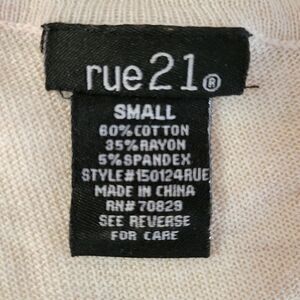 rue21®
SMALL
60%COTTON
35%RAYON
5%SPANDEX
STYLE#150124RUE
MADE IN CHINA
RN#70829
SEE REVERSE
FOR CARE